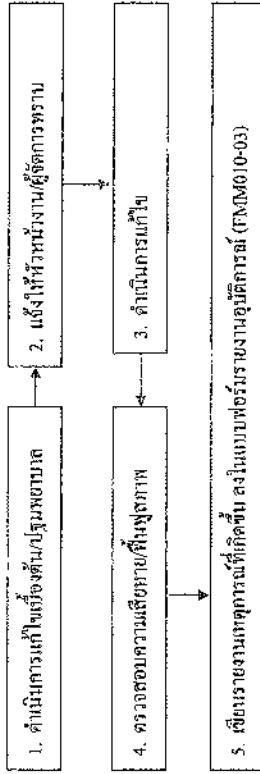 1. ดำเนินการแก้ไขเบื้องต้น/ปฐมพยาบาล
2. แจ้งให้หัวหน้างาน/ผู้จัดการทราบ
3. ดำเนินการแก้ไข
4. ตรวจสอบความเสียหาย/ฟื้นฟูสภาพ
5. เขียนรายงานเหตุการณ์ที่เกิดขึ้น ลงในแบบฟอร์มรายงานอุบัติการณ์ (FMM010-03)